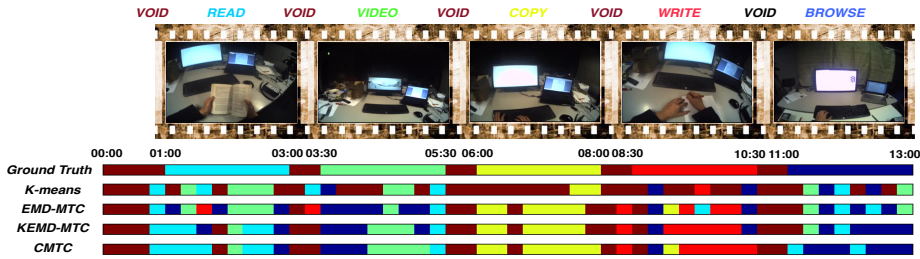 VOID READ VOID VIDEO VOID COPY VOID WRITE VOID BROWSE
00:00 01:00 03:00 03:30 05:30 06:00 08:00 08:30 10:30 11:00 13:00
Ground Truth
K-means
EMD-MTC
KEMD-MTC
CMTC